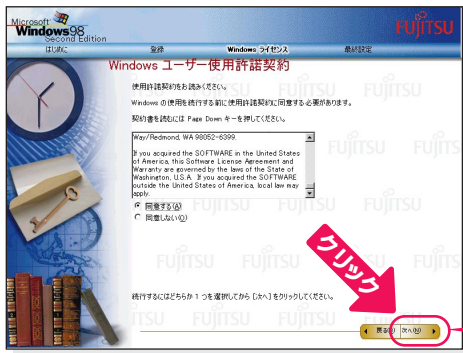 Microsoft
Windows98
Second Edition
FUJITSU
はじめに 登録 Windows ライセンス 最終設定
Windows ユーザー使用許諾契約
使用許諾契約をお読みください。
Windows の使用を続行する前に使用許諾契約に同意する必要があります。
契約書を読むには Page Down キーを押してください。
Way/Redmond, WA 98052-6399.
If you acquired the SOFTWARE in the United States
of America, this Software License Agreement and
Warranty are governed by the laws of the State of
Washington, U.S.A. If you acquired the SOFTWARE
outside the United States of America, local law may
apply.
同意する(A)
同意しない(D)
クリック
続行するにはどちらか 1 つを選択してから [次へ] をクリックしてください。
戻る(B) 次へ(N)